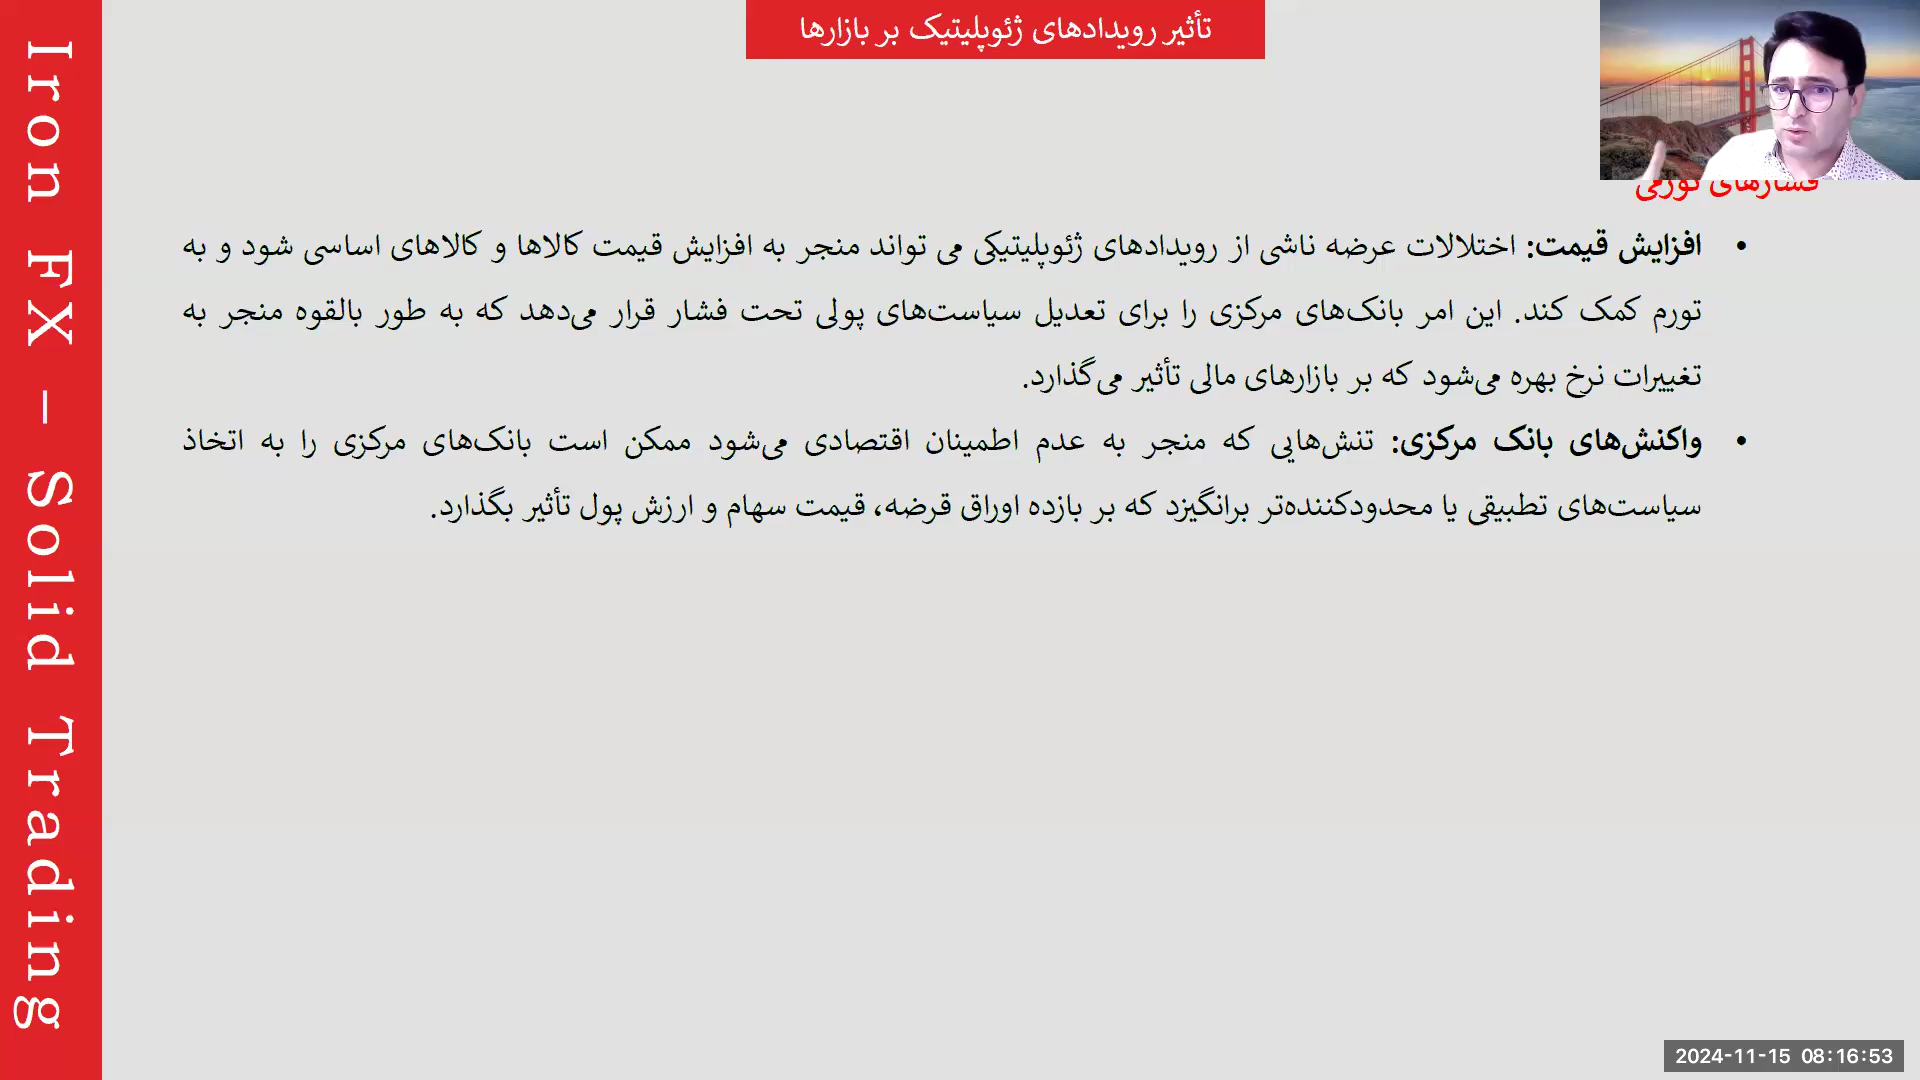 تأثیر رویدادهای ژئوپلیتیک بر بازارها
فشارهای تورمی
• افزایش قیمت: اختلالات عرضه ناشی از رویدادهای ژئوپلیتیکی می تواند منجر به افزایش قیمت کالاها و کالاهای اساسی شود و به
تورم کمک کند. این امر بانک‌های مرکزی را برای تعدیل سیاست‌های پولی تحت فشار قرار می‌دهد که به طور بالقوه منجر به
تغییرات نرخ بهره می‌شود که بر بازارهای مالی تأثیر می‌گذارد.
• واکنش‌های بانک مرکزی: تنش‌هایی که منجر به عدم اطمینان اقتصادی می‌شود ممکن است بانک‌های مرکزی را به اتخاذ
سیاست‌های تطبیقی یا محدودکننده‌تر برانگیزد که بر بازده اوراق قرضه، قیمت سهام و ارزش پول تأثیر بگذارد.
Iron FX – Solid Trading
2024-11-15 08:16:53